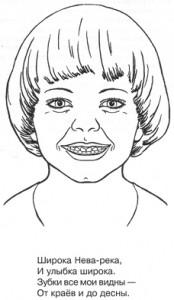 Широка Нева-река,
И улыбка широка.
Зубки все мои видны —
От краёв и до десны.